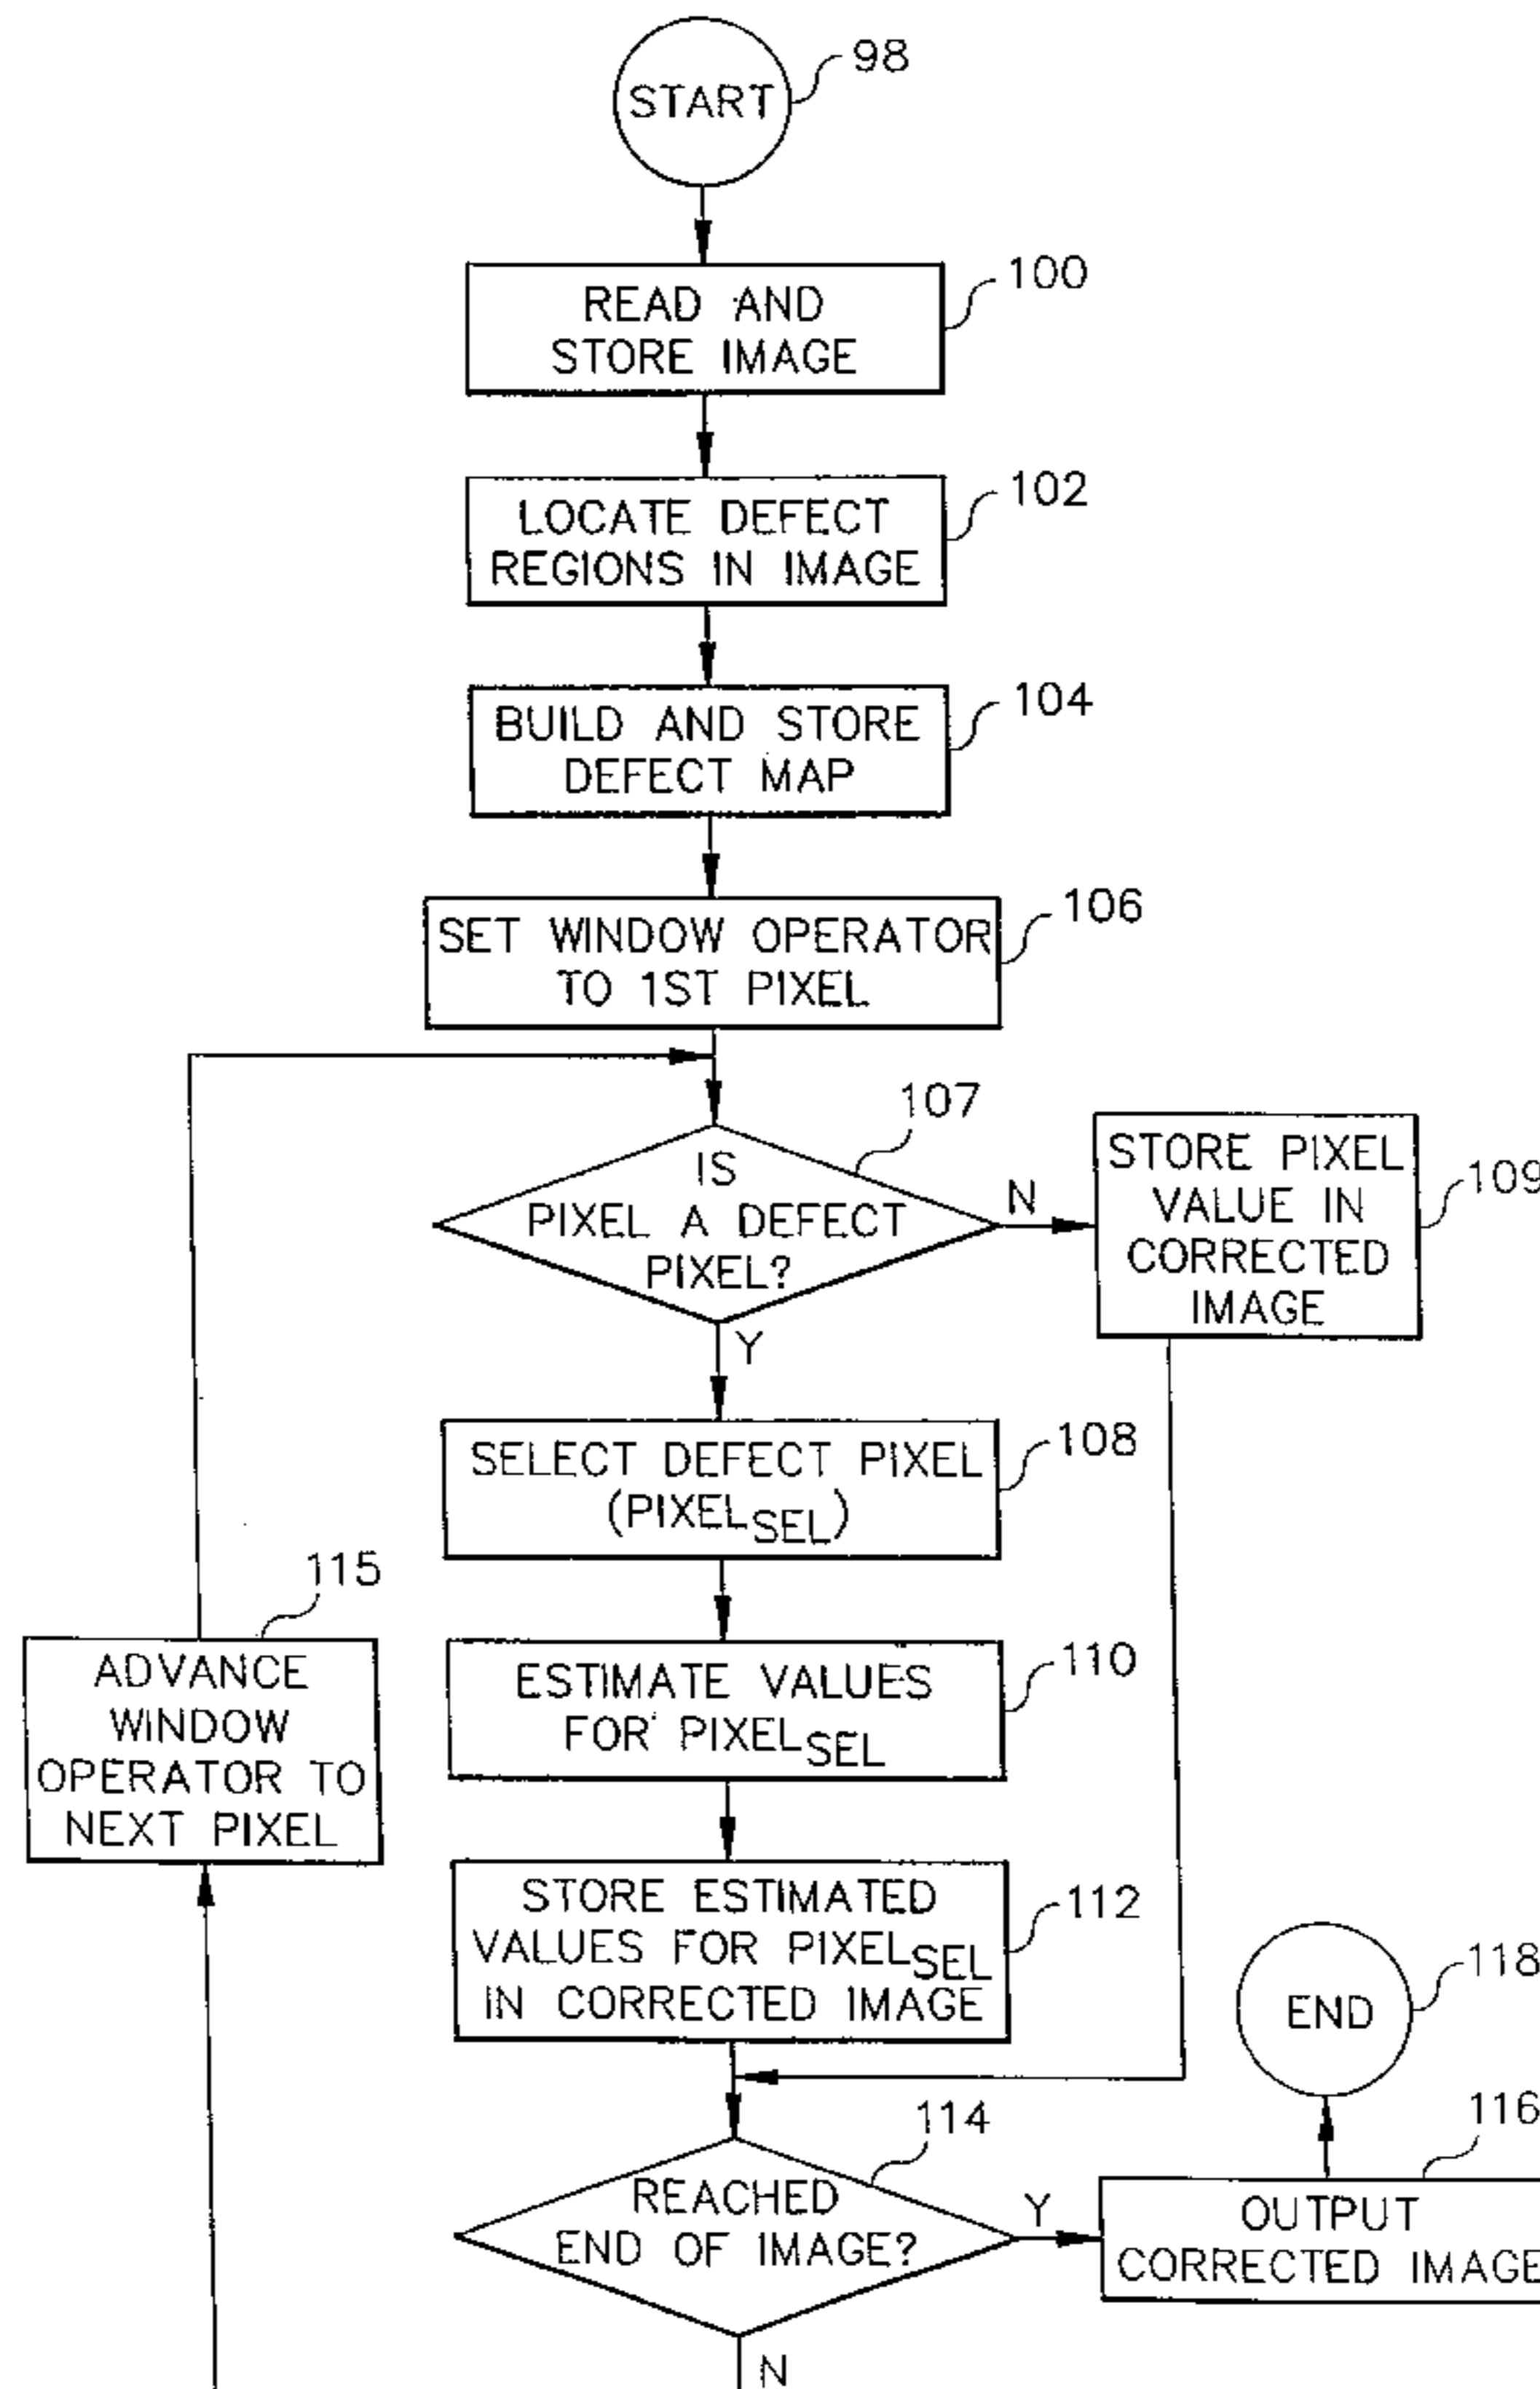 START
98
READ AND
STORE IMAGE
100
LOCATE DEFECT
REGIONS IN IMAGE
102
BUILD AND STORE
DEFECT MAP
104
SET WINDOW OPERATOR
TO 1ST PIXEL
106
107
IS
PIXEL A DEFECT
PIXEL?
N
Y
STORE PIXEL
VALUE IN
CORRECTED
IMAGE
109
SELECT DEFECT PIXEL
(PIXELSEL)
108
115
ADVANCE
WINDOW
OPERATOR TO
NEXT PIXEL
ESTIMATE VALUES
FOR PIXELSEL
110
STORE ESTIMATED
VALUES FOR PIXELSEL
IN CORRECTED IMAGE
112
END
118
114
REACHED
END OF IMAGE?
Y
N
116
OUTPUT
CORRECTED IMAGE